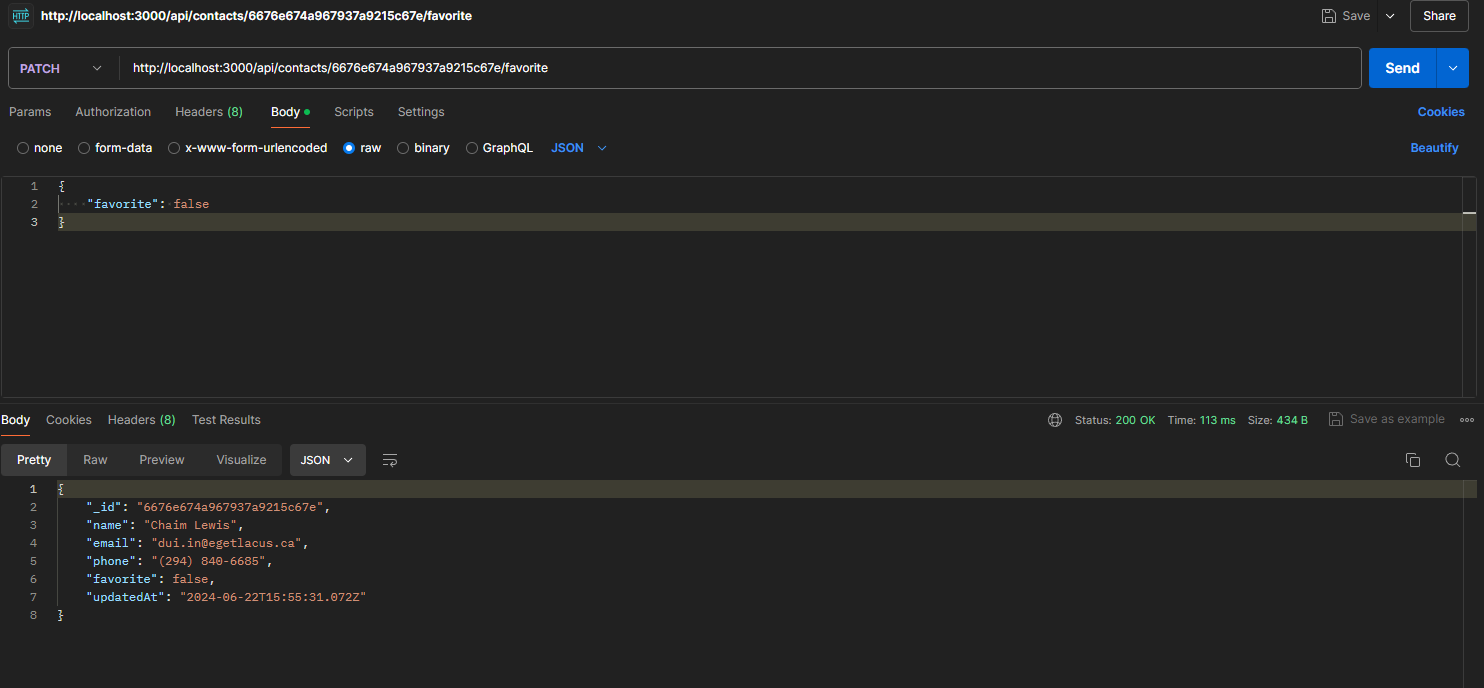 HTTP http://localhost:3000/api/contacts/6676e674a967937a9215c67e/favorite Save Share
PATCH http://localhost:3000/api/contacts/6676e674a967937a9215c67e/favorite Send
Params Authorization Headers (8) Body Scripts Settings Cookies
none form-data x-www-form-urlencoded raw binary GraphQL JSON Beautify
1 {
2 "favorite": false
3 }
Body Cookies Headers (8) Test Results Status: 200 OK Time: 113 ms Size: 434 B Save as example
Pretty Raw Preview Visualize JSON
1 {
2 "_id": "6676e674a967937a9215c67e",
3 "name": "Chaim Lewis",
4 "email": "dui.in@egetlacus.ca",
5 "phone": "(294) 840-6685",
6 "favorite": false,
7 "updatedAt": "2024-06-22T15:55:31.072Z"
8 }